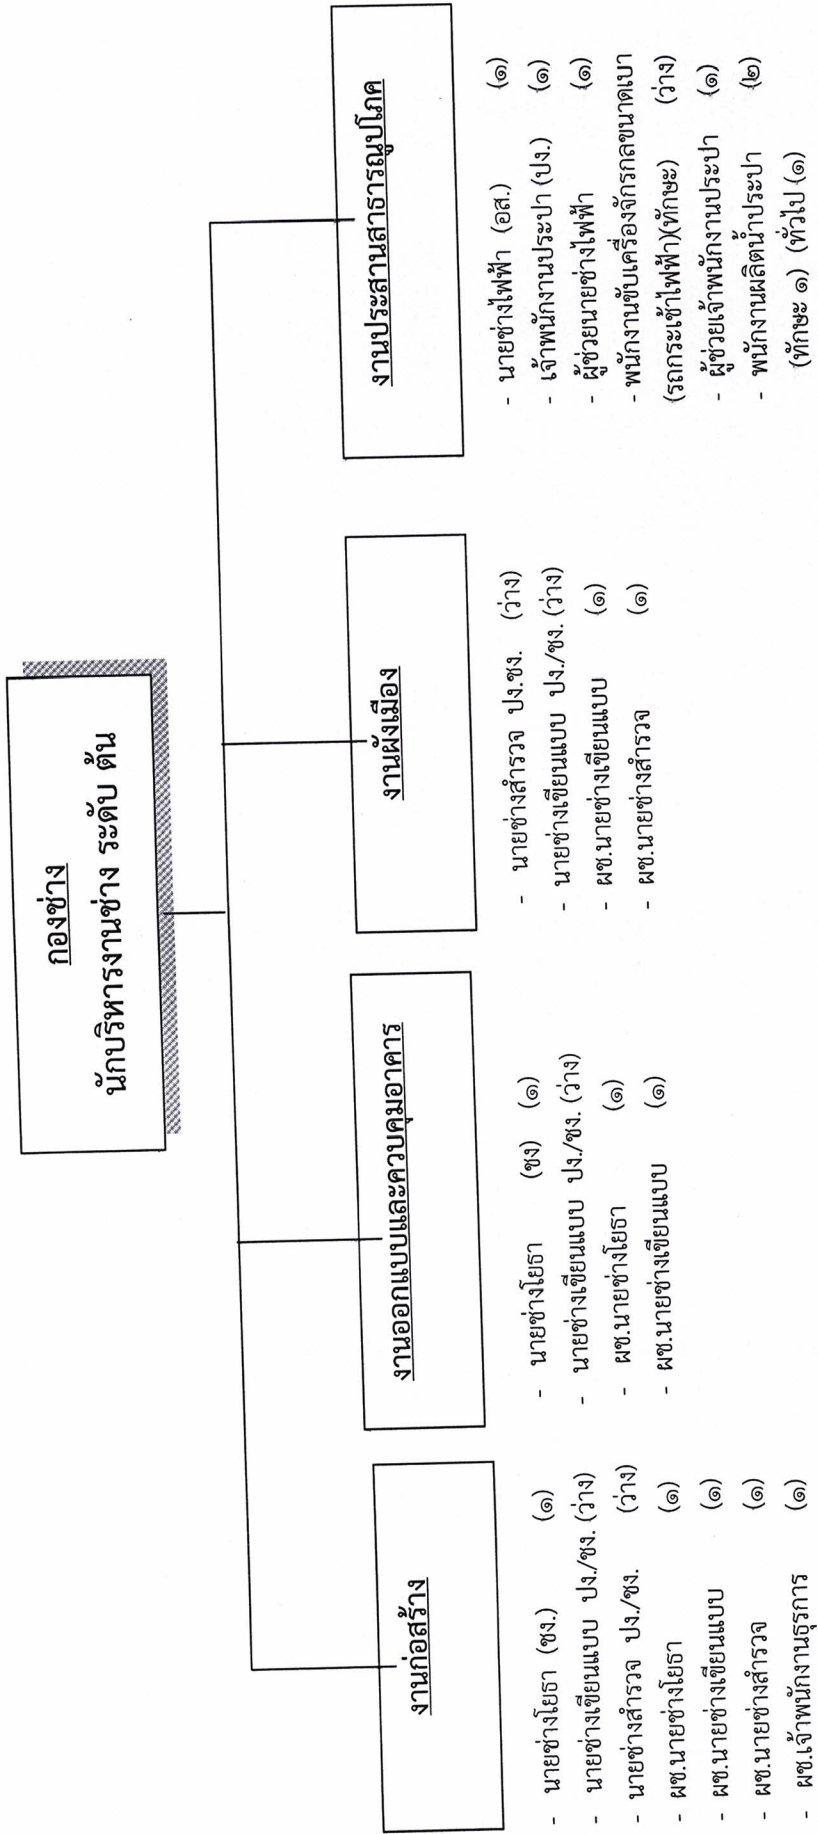 กองช่าง
นักบริหารงานช่าง ระดับ ต้น
งานก่อสร้าง
- นายช่างโยธา (ชง.) (๑)
- นายช่างเขียนแบบ ปง./ชง. (ว่าง)
- นายช่างสำรวจ ปง./ชง. (ว่าง)
- ผช.นายช่างโยธา (๑)
- ผช.นายช่างเขียนแบบ (๑)
- ผช.นายช่างสำรวจ (๑)
- ผช.เจ้าพนักงานธุรการ (๑)
งานออกแบบและควบคุมอาคาร
- นายช่างโยธา (ชง) (๑)
- นายช่างเขียนแบบ ปง./ชง. (ว่าง)
- ผช.นายช่างโยธา (๑)
- ผช.นายช่างเขียนแบบ (๑)
งานผังเมือง
- นายช่างสำรวจ ปง.ชง. (ว่าง)
- นายช่างเขียนแบบ ปง./ชง. (ว่าง)
- ผช.นายช่างเขียนแบบ (๑)
- ผช.นายช่างสำรวจ (๑)
งานประสานสาธารณูปโภค
- นายช่างไฟฟ้า (อส.) (๑)
- เจ้าพนักงานประปา (ปง.) (๑)
- ผู้ช่วยนายช่างไฟฟ้า (๑)
- พนักงานขับเครื่องจักรกลขนาดเบา
(รถกระเช้าไฟฟ้า)(ทักษะ) (ว่าง)
- ผู้ช่วยเจ้าพนักงานประปา (๑)
- พนักงานผลิตน้ำประปา (๒)
(ทักษะ ๑) (ทั่วไป (๑)